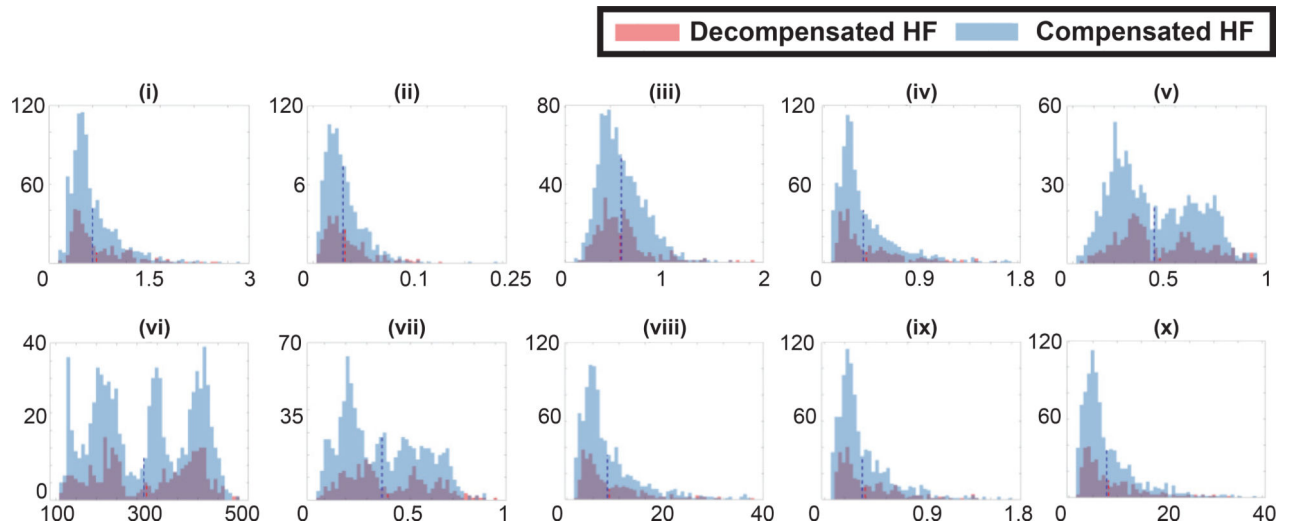 Decompensated HF Compensated HF
(i) (ii) (iii) (iv) (v)
120 120 80 120 60
60 6 40 60 30
0 1.5 3 0 0.1 0.25 0 1 2 0 0.9 1.8 0 0.5 1
(vi) (vii) (viii) (ix) (x)
40 70 120 120 120
20 35 60 60 60
0
100 300 500 0 0.5 1 0 20 40 0 0.9 1.8 0 20 40